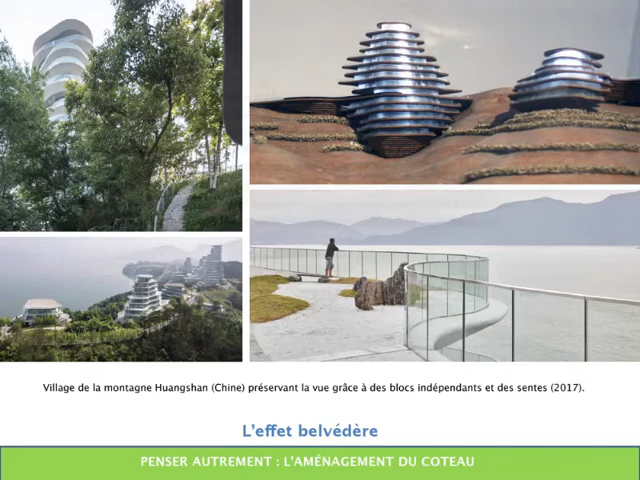 Village de la montagne Huangshan (Chine) préservant la vue grâce à des blocs indépendants et des sentes (2017).
L'effet belvédère
PENSER AUTREMENT : L'AMÉNAGEMENT DU COTEAU